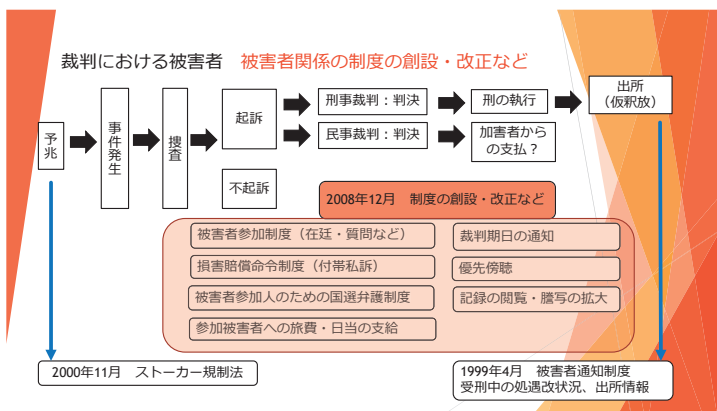 裁判における被害者　被害者関係の制度の創設・改正など
予兆
事件発生
捜査
起訴
不起訴
刑事裁判：判決
民事裁判：判決
刑の執行
加害者から
の支払？
出所
（仮釈放）
2008年12月　制度の創設・改正など
被害者参加制度（在廷・質問など）
損害賠償命令制度（付帯私訴）
被害者参加人のための国選弁護制度
参加被害者への旅費・日当の支給
裁判期日の通知
優先傍聴
記録の閲覧・謄写の拡大
2000年11月　ストーカー規制法
1999年4月　被害者通知制度
受刑中の処遇改状況、出所情報